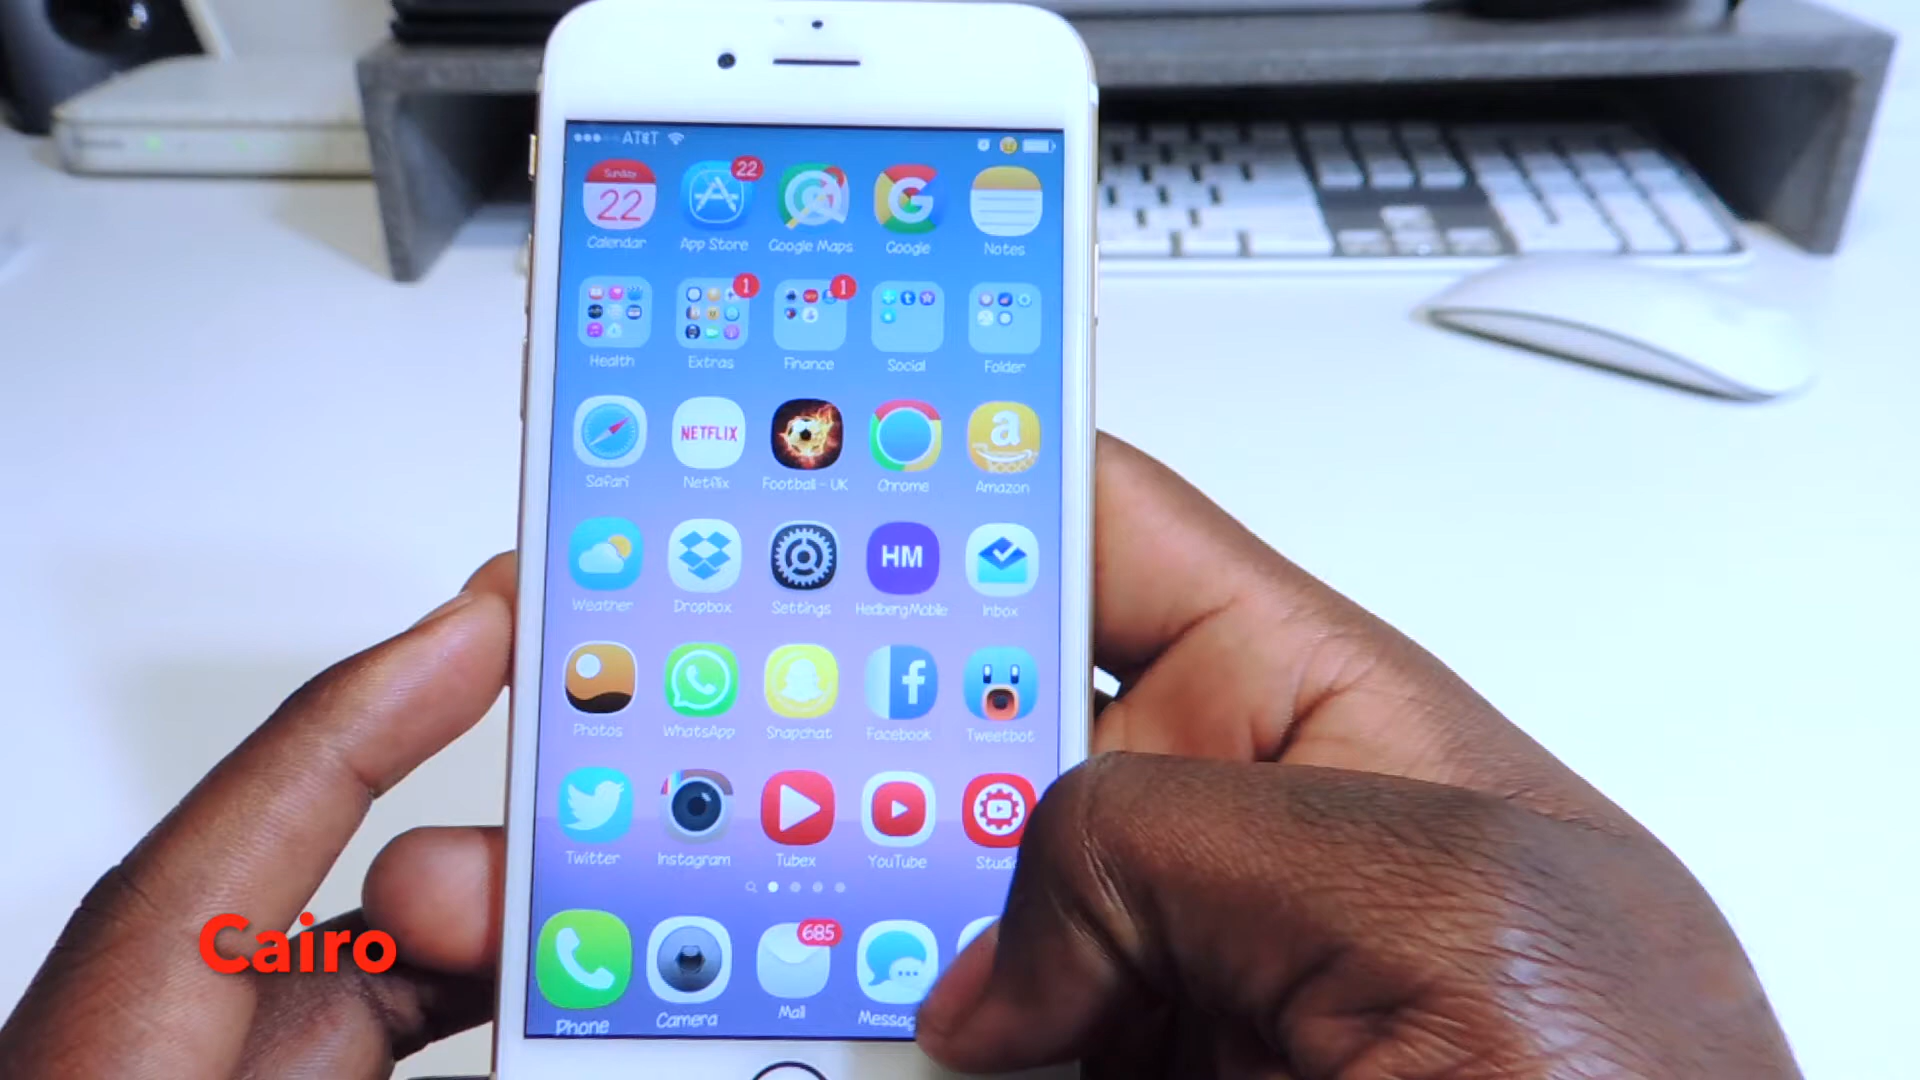 AT&T
Sunday
22
22
Calendar
App Store
Google Maps
Google
Notes
1
1
Health
Extras
Finance
Social
Folder
NETFLIX
a
Safari
Netflix
Football - UK
Chrome
Amazon
HM
Weather
Dropbox
Settings
HedbergMobile
Inbox
f
Photos
WhatsApp
Snapchat
Facebook
Tweetbot
Twitter
Instagram
Tubex
YouTube
Studi
685
Phone
Camera
Mail
Messag
Cairo